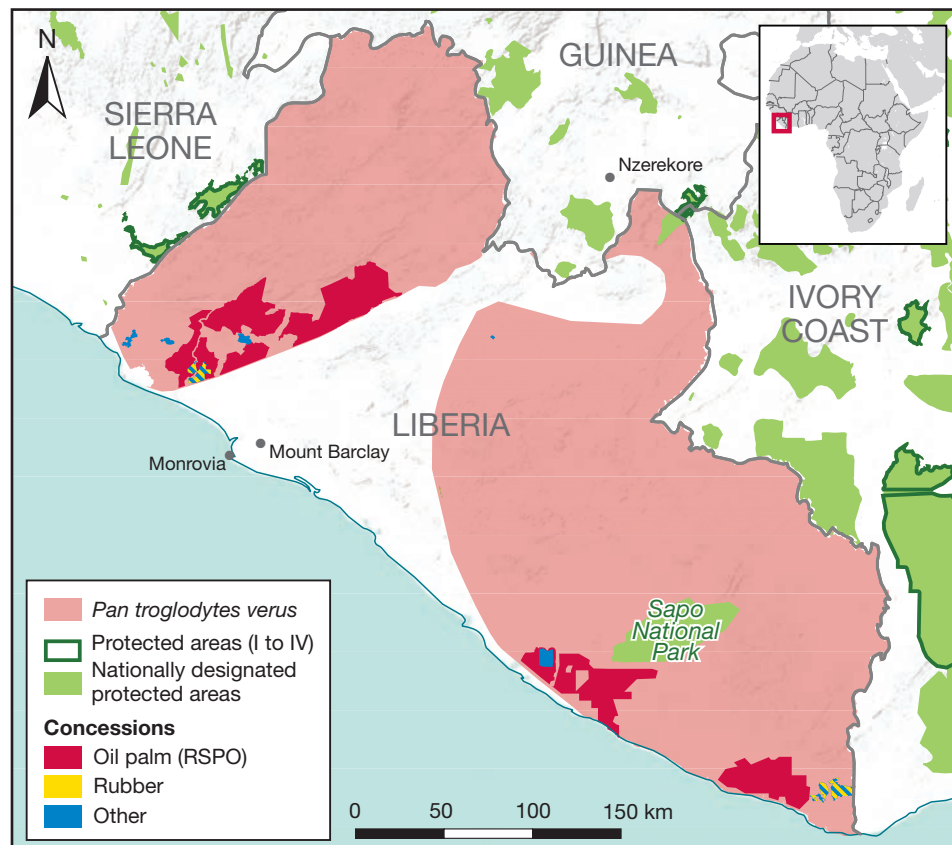 N
GUINEA
SIERRA
LEONE
Nzerekore
IVORY
COAST
LIBERIA
Mount Barclay
Monrovia
Sapo
National
Park
Pan troglodytes verus
Protected areas (I to IV)
Nationally designated
protected areas
Concessions
Oil palm (RSPO)
Rubber
Other
0 50 100 150 km